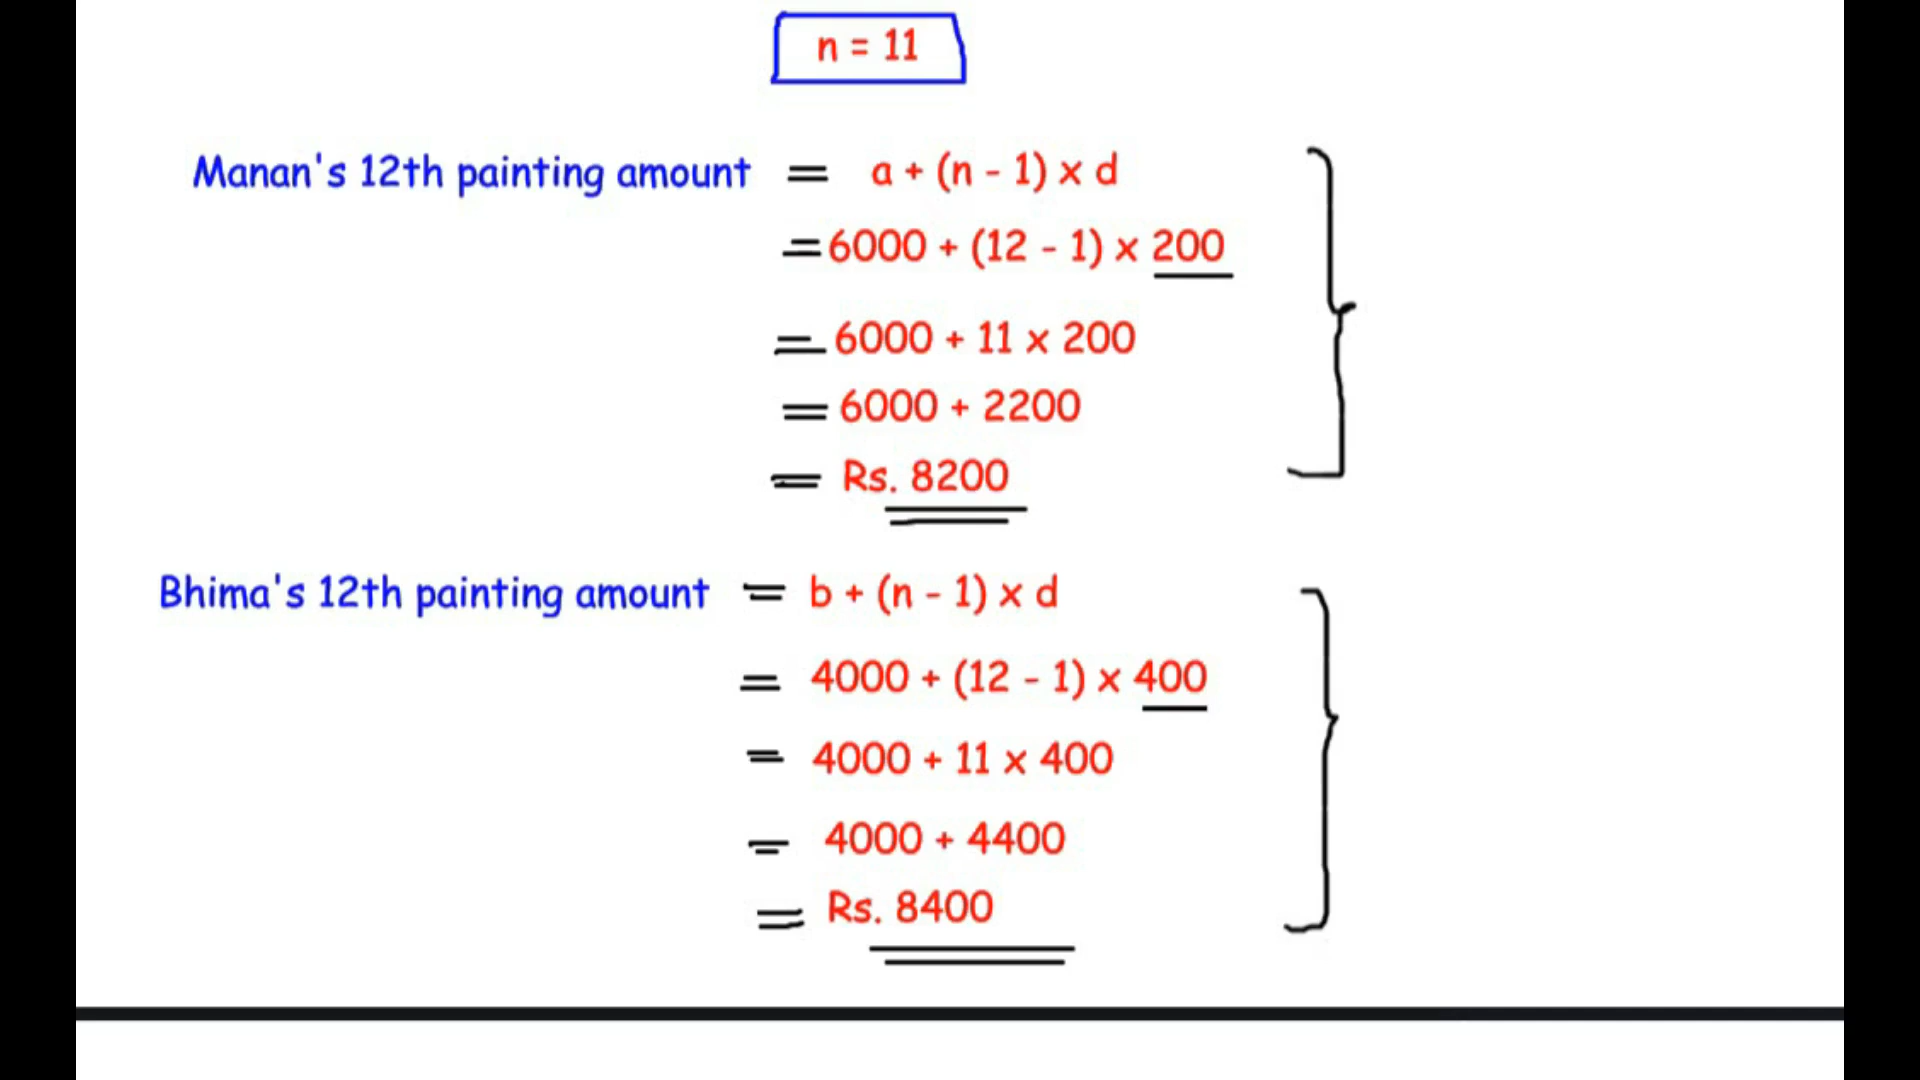 n = 11
Manan's 12th painting amount = a + (n - 1) x d
= 6000 + (12 - 1) x 200
= 6000 + 11 x 200
= 6000 + 2200
= Rs. 8200
Bhima's 12th painting amount = b + (n - 1) x d
= 4000 + (12 - 1) x 400
= 4000 + 11 x 400
= 4000 + 4400
= Rs. 8400